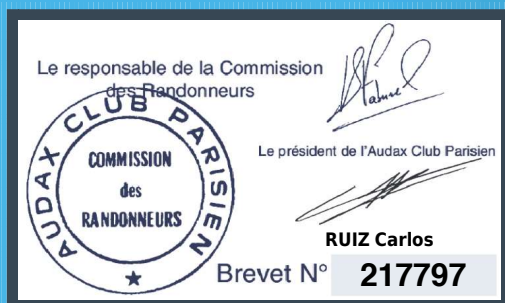 Le responsable de la Commission
des Randonneurs
AUDAX CLUB PARISIEN
COMMISSION
des
RANDONNEURS
Le président de l'Audax Club Parisien
RUIZ Carlos
Brevet N° 217797